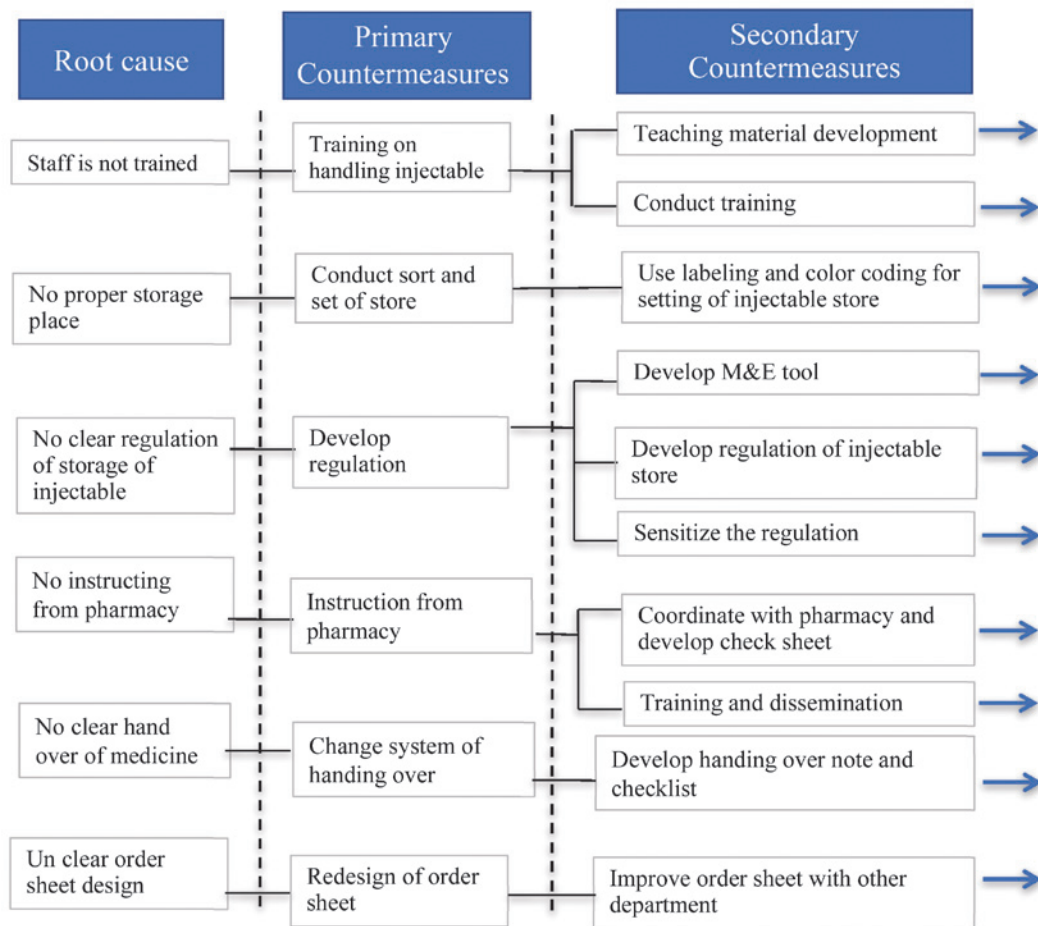 Root cause
Primary
Countermeasures
Secondary
Countermeasures
Staff is not trained
Training on
handling injectable
Teaching material development
Conduct training
No proper storage
place
Conduct sort and
set of store
Use labeling and color coding for
setting of injectable store
No clear regulation
of storage of
injectable
Develop
regulation
Develop M&E tool
Develop regulation of injectable
store
Sensitize the regulation
No instructing
from pharmacy
Instruction from
pharmacy
Coordinate with pharmacy and
develop check sheet
Training and dissemination
No clear hand
over of medicine
Change system of
handing over
Develop handing over note and
checklist
Un clear order
sheet design
Redesign of order
sheet
Improve order sheet with other
department